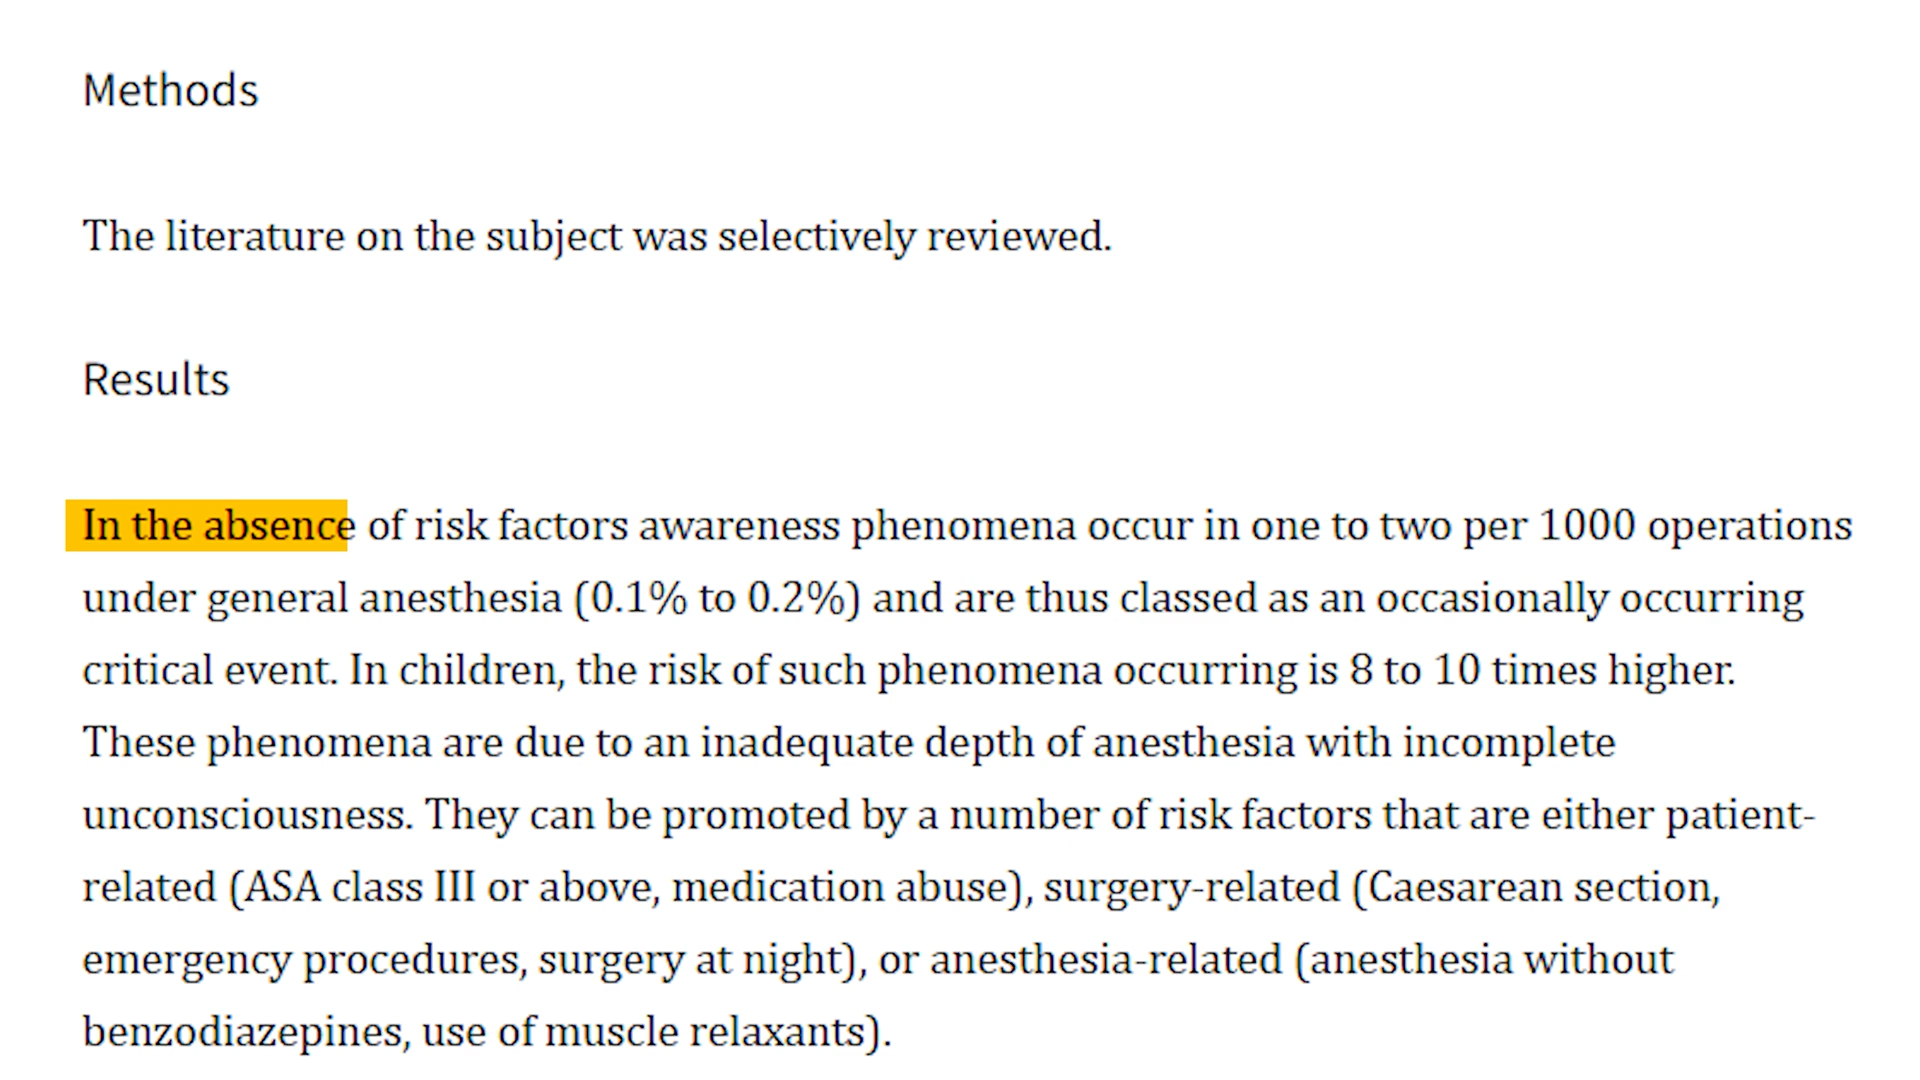 Methods
The literature on the subject was selectively reviewed.
Results
In the absence of risk factors awareness phenomena occur in one to two per 1000 operations
under general anesthesia (0.1% to 0.2%) and are thus classed as an occasionally occurring
critical event. In children, the risk of such phenomena occurring is 8 to 10 times higher.
These phenomena are due to an inadequate depth of anesthesia with incomplete
unconsciousness. They can be promoted by a number of risk factors that are either patient-
related (ASA class III or above, medication abuse), surgery-related (Caesarean section,
emergency procedures, surgery at night), or anesthesia-related (anesthesia without
benzodiazepines, use of muscle relaxants).